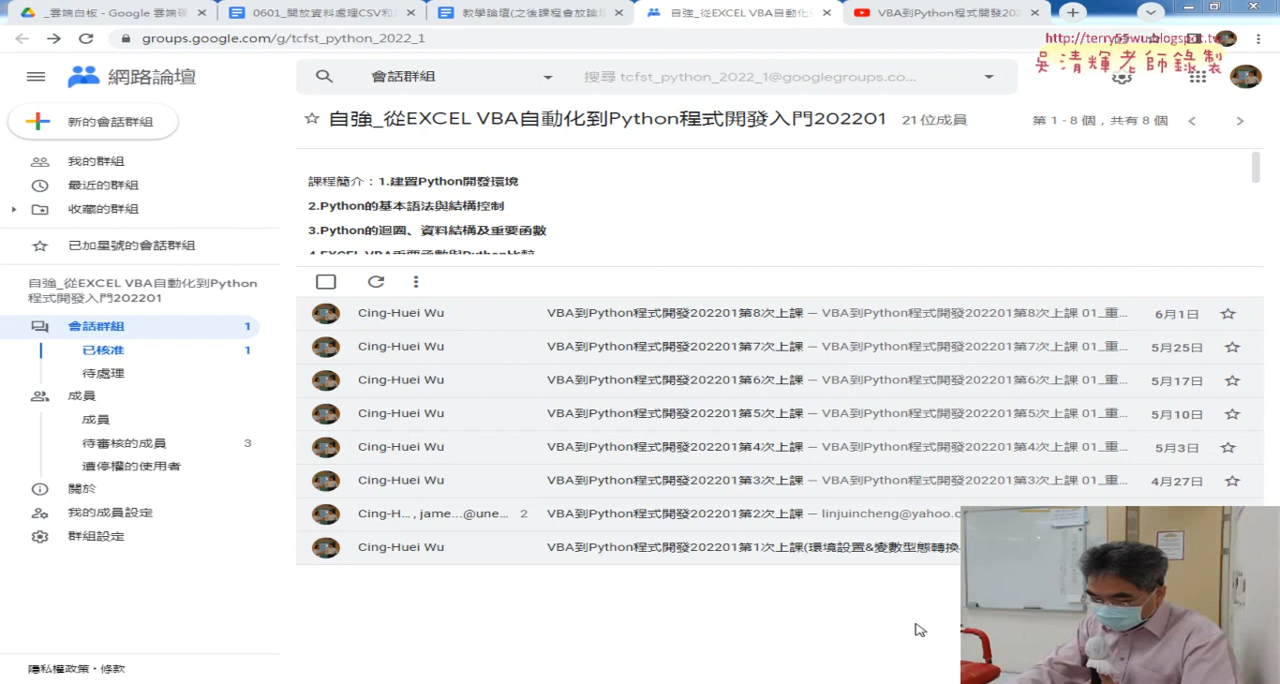 _雲端白板 - Google 雲端硬
0601_開放資料處理CSV和J
教學論壇(之後課程會放論壇
自強_從EXCEL VBA自動化
VBA到Python程式開發202
groups.google.com/g/tcfst_python_2022_1
http://terry55wu.blogspot.tw
吳清輝老師錄製
網路論壇
會話群組
搜尋 tcfst_python_2022_1@googlegroups.co...
新的會話群組
自強_從EXCEL VBA自動化到Python程式開發入門202201
21 位成員
第 1 - 8 個，共有 8 個
我的群組
最近的群組
收藏的群組
已加星號的會話群組
課程簡介：1.建置Python開發環境
2.Python的基本語法與結構控制
3.Python的迴圈、資料結構及重要函數
4.EXCEL VBA重要函數與Python比較
自強_從EXCEL VBA自動化到Python
程式開發入門202201
會話群組 1
已核准 1
待處理
成員
成員
待審核的成員 3
遭停權的使用者
關於
我的成員設定
群組設定
Cing-Huei Wu VBA到Python程式開發202201第8次上課 – VBA到Python程式開發202201第8次上課 01_重... 6月1日
Cing-Huei Wu VBA到Python程式開發202201第7次上課 – VBA到Python程式開發202201第7次上課 01_重... 5月25日
Cing-Huei Wu VBA到Python程式開發202201第6次上課 – VBA到Python程式開發202201第6次上課 01_重... 5月17日
Cing-Huei Wu VBA到Python程式開發202201第5次上課 – VBA到Python程式開發202201第5次上課 01_重... 5月10日
Cing-Huei Wu VBA到Python程式開發202201第4次上課 – VBA到Python程式開發202201第4次上課 01_重... 5月3日
Cing-Huei Wu VBA到Python程式開發202201第3次上課 – VBA到Python程式開發202201第3次上課 01_重... 4月27日
Cing-H... , jame...@une... 2 VBA到Python程式開發202201第2次上課 – linjuincheng@yahoo.c
Cing-Huei Wu VBA到Python程式開發202201第1次上課(環境設置&變數型態轉換
隱私權政策・條款